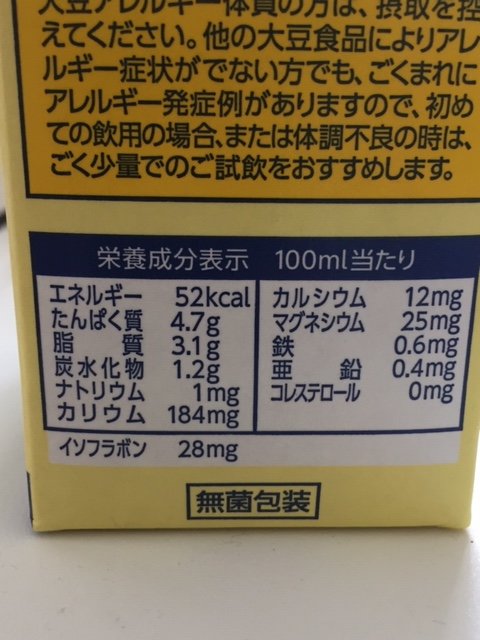 大豆アレルギー体質の方は、摂取を控
えてください。他の大豆食品によりアレ
ルギー症状がでない方でも、ごくまれに
アレルギー発症例がありますので、初め
ての飲用の場合、または体調不良の時は、
ごく少量でのご試飲をおすすめします。
栄養成分表示 100ml当たり
エネルギー 52kcal
たんぱく質 4.7g
脂質 3.1g
炭水化物 1.2g
ナトリウム 1mg
カリウム 184mg
カルシウム 12mg
マグネシウム 25mg
鉄 0.6mg
亜鉛 0.4mg
コレステロール 0mg
イソフラボン 28mg
無菌包装